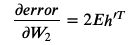 ∂error/∂W₂ = 2Eh′ᵀ